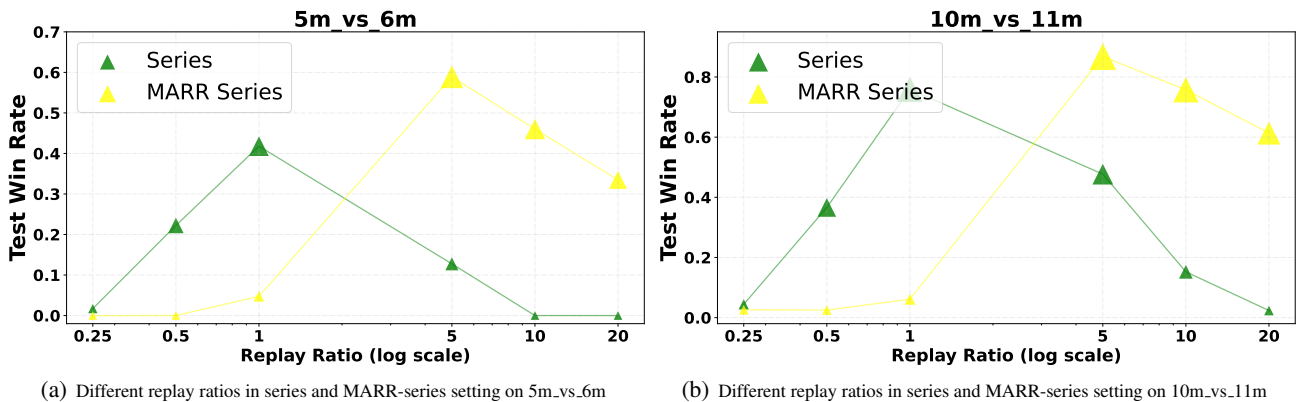 5m_vs_6m
Series
MARR Series
Test Win Rate
0.7
0.6
0.5
0.4
0.3
0.2
0.1
0.0
0.25 0.5 1 5 10 20
Replay Ratio (log scale)
(a) Different replay ratios in series and MARR-series setting on 5m_vs_6m
10m_vs_11m
Series
MARR Series
Test Win Rate
0.8
0.6
0.4
0.2
0.0
0.25 0.5 1 5 10 20
Replay Ratio (log scale)
(b) Different replay ratios in series and MARR-series setting on 10m_vs_11m